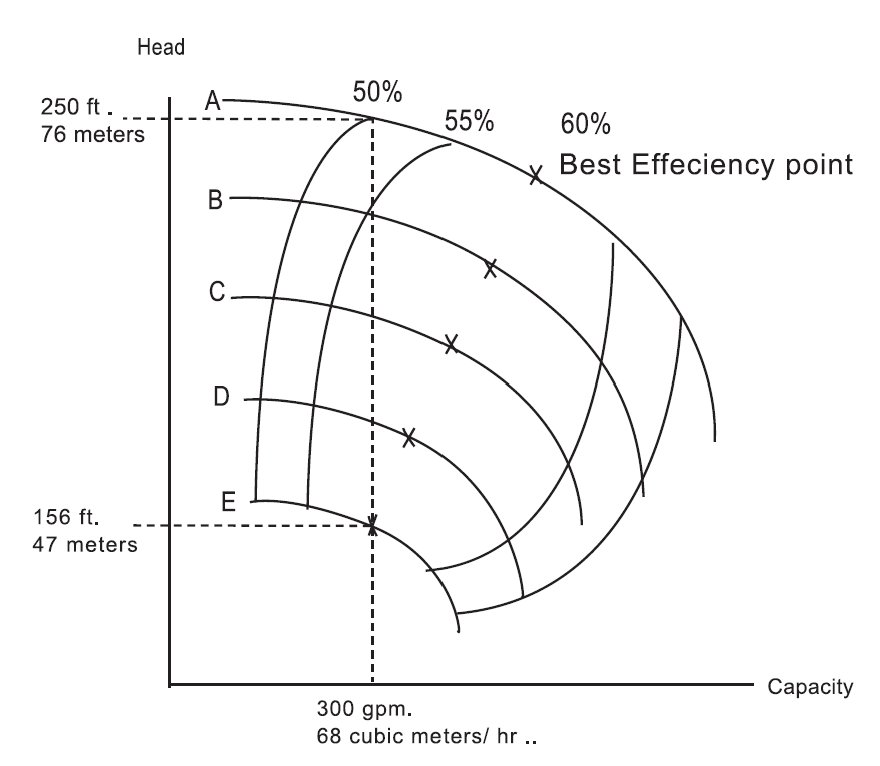 Head
A
50%
250 ft .
76 meters
55%
60%
Best Effeciency point
B
C
D
E
156 ft.
47 meters
Capacity
300 gpm.
68 cubic meters/ hr ..